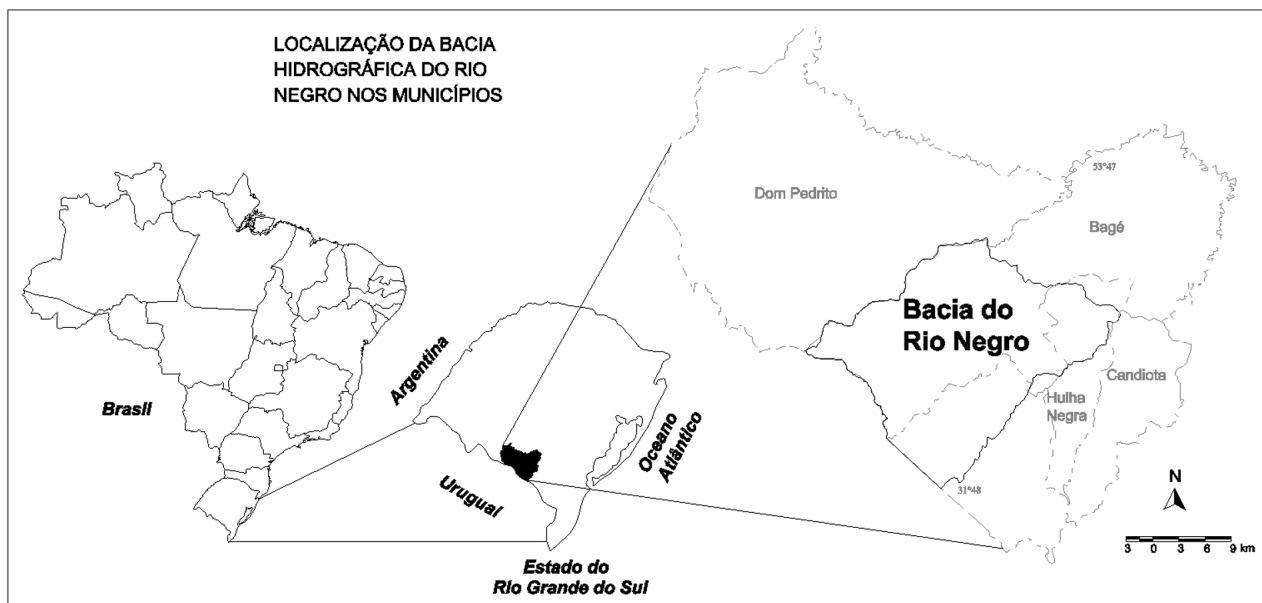 LOCALIZAÇÃO DA BACIA
HIDROGRÁFICA DO RIO
NEGRO NOS MUNICÍPIOS
Brasil
Argentina
Uruguai
Oceano
Atlântico
Estado do
Rio Grande do Sul
Dom Pedrito
53°47
Bagé
Bacia do
Rio Negro
Candiota
Hulha
Negra
31°48
N
3 0 3 6 9 km